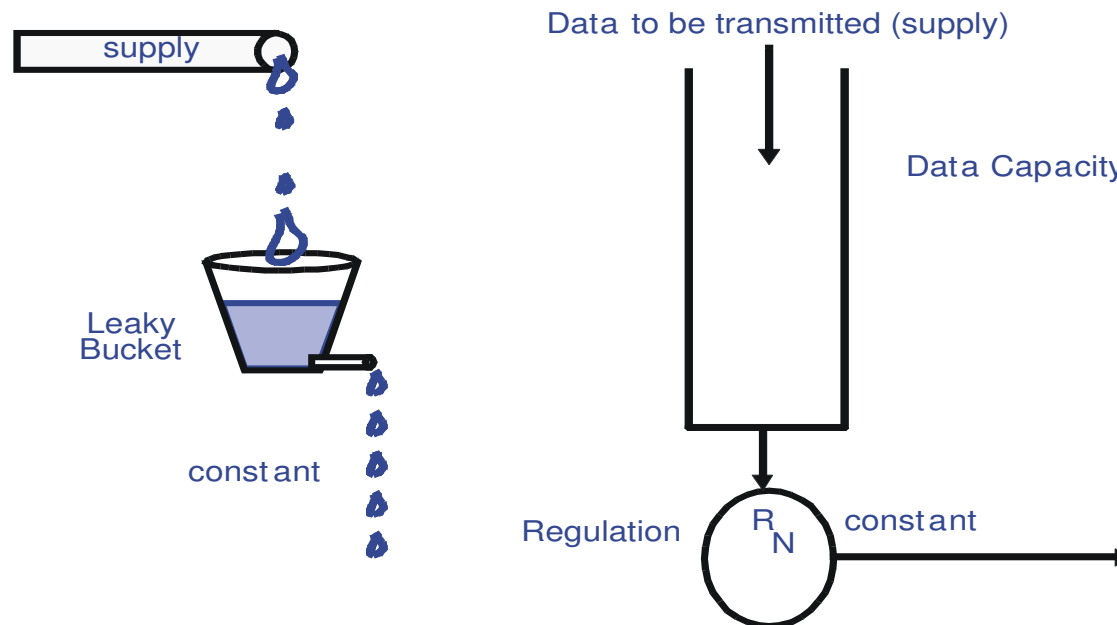 supply
Leaky
Bucket
constant
Data to be transmitted (supply)
Data Capacity
Regulation
R
N
constant